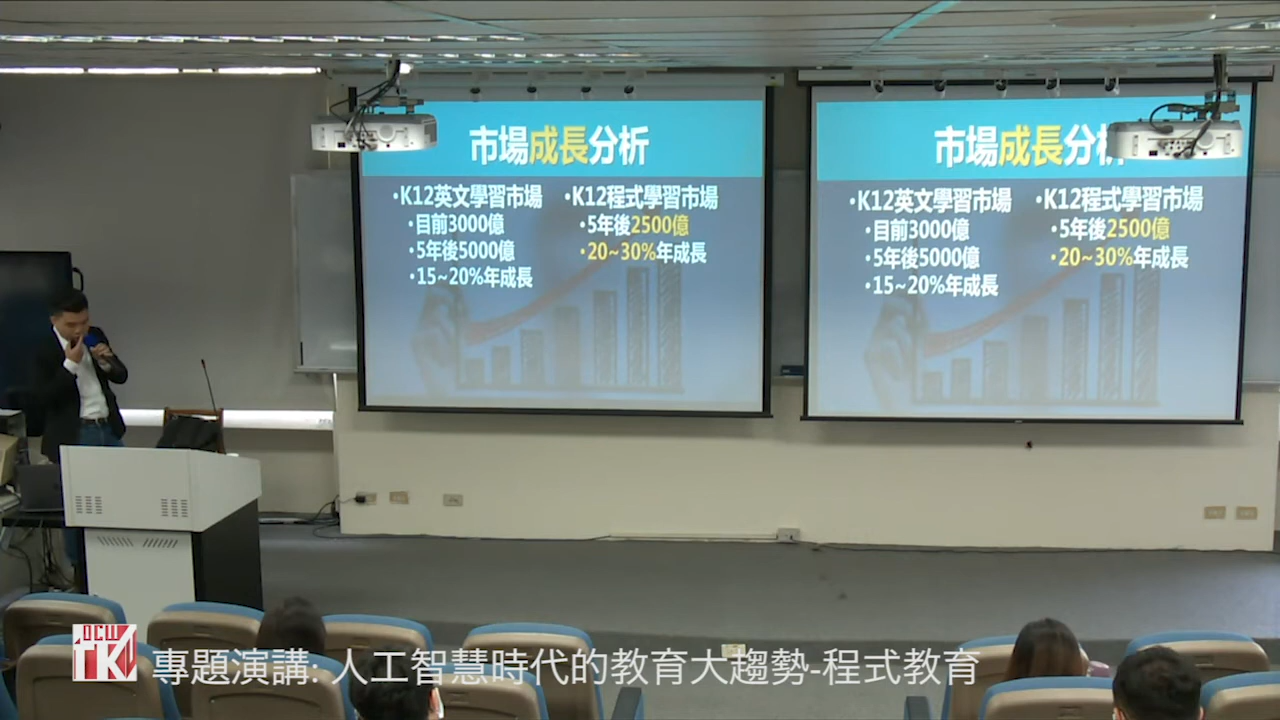 市場成長分析
•K12英文學習市場
•目前3000億
•5年後5000億
•15~20%年成長
•K12程式學習市場
•5年後2500億
•20~30%年成長
市場成長分析
•K12英文學習市場
•目前3000億
•5年後5000億
•15~20%年成長
•K12程式學習市場
•5年後2500億
•20~30%年成長
OCW
TKU
專題演講: 人工智慧時代的教育大趨勢-程式教育